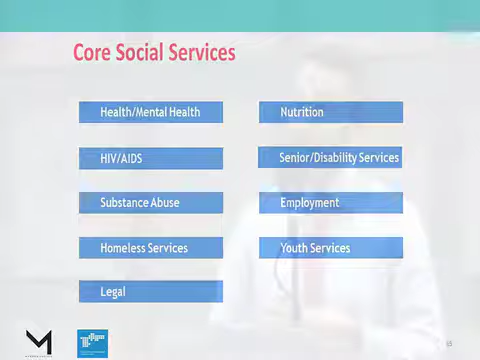 Core Social Services
Health/Mental Health
Nutrition
HIV/AIDS
Senior/Disability Services
Substance Abuse
Employment
Homeless Services
Youth Services
Legal